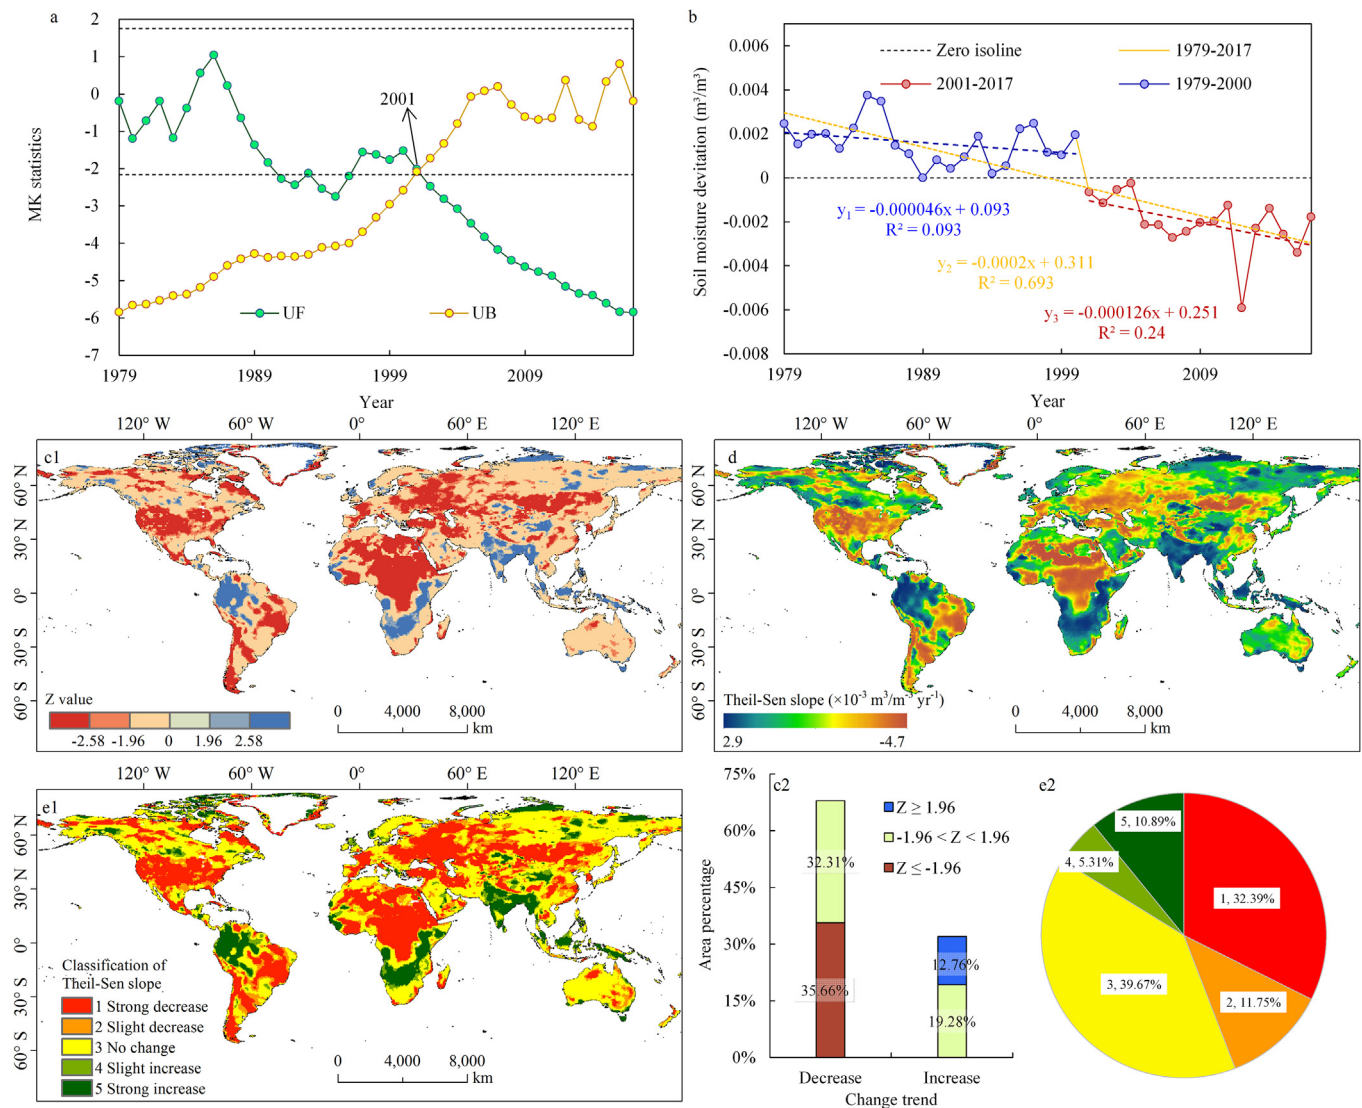 a
2
1
0
-1
-2
-3
-4
-5
-6
-7
MK statistics
2001
UF
UB
1979
1989
1999
2009
Year
b
0.006
0.004
0.002
0
-0.002
-0.004
-0.006
-0.008
Soil moisture devitation (m³/m³)
Zero isoline
1979-2017
2001-2017
1979-2000
y₁ = -0.000046x + 0.093
R² = 0.093
y₂ = -0.0002x + 0.311
R² = 0.693
y₃ = -0.000126x + 0.251
R² = 0.24
1979
1989
1999
2009
Year
120° W
60° W
0°
60° E
120° E
c1
60° N
30° N
0°
30° S
60° S
Z value
-2.58
-1.96
0
1.96
2.58
0
4,000
8,000
km
120° W
60° W
0°
60° E
120° E
d
60° N
30° N
0°
30° S
60° S
Theil-Sen slope (×10⁻³ m³/m⁻³ yr⁻¹)
2.9
-4.7
0
4,000
8,000
km
120° W
60° W
0°
60° E
120° E
e1
60° N
30° N
0°
30° S
60° S
Classification of
Theil-Sen slope
1 Strong decrease
2 Slight decrease
3 No change
4 Slight increase
5 Strong increase
0
4,000
8,000
km
c2
75%
60%
45%
30%
15%
0%
Area percentage
Z ≥ 1.96
-1.96 < Z < 1.96
Z ≤ -1.96
32.31%
35.66%
12.76%
19.28%
Decrease
Increase
Change trend
e2
5, 10.89%
4, 5.31%
1, 32.39%
3, 39.67%
2, 11.75%